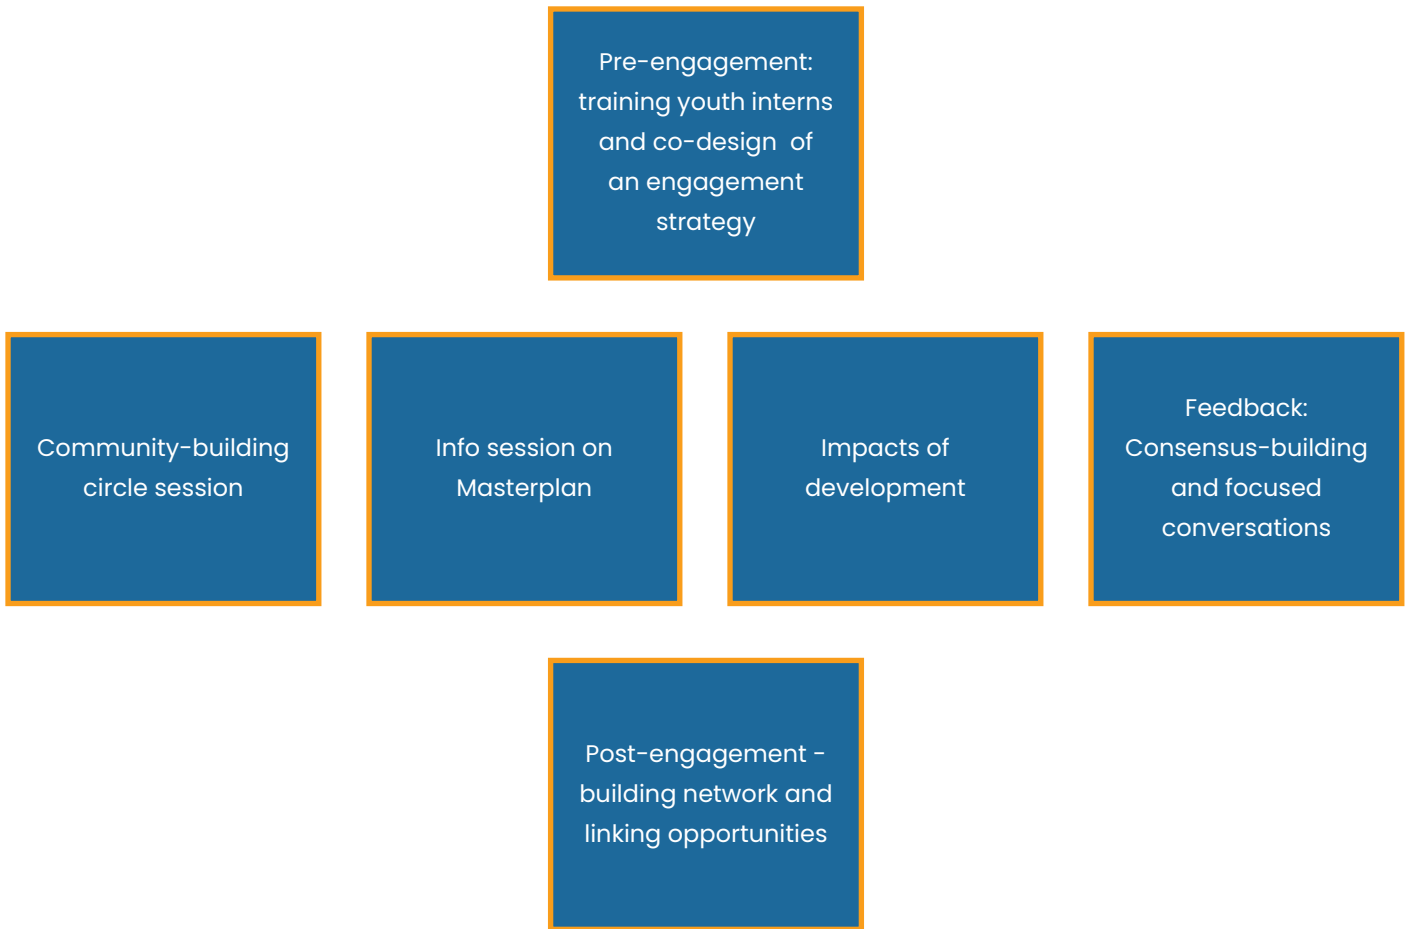 Pre-engagement:
training youth interns
and co-design  of
an engagement
strategy
Community-building
circle session
Info session on
Masterplan
Impacts of
development
Feedback:
Consensus-building
and focused
conversations
Post-engagement -
building network and
linking opportunities